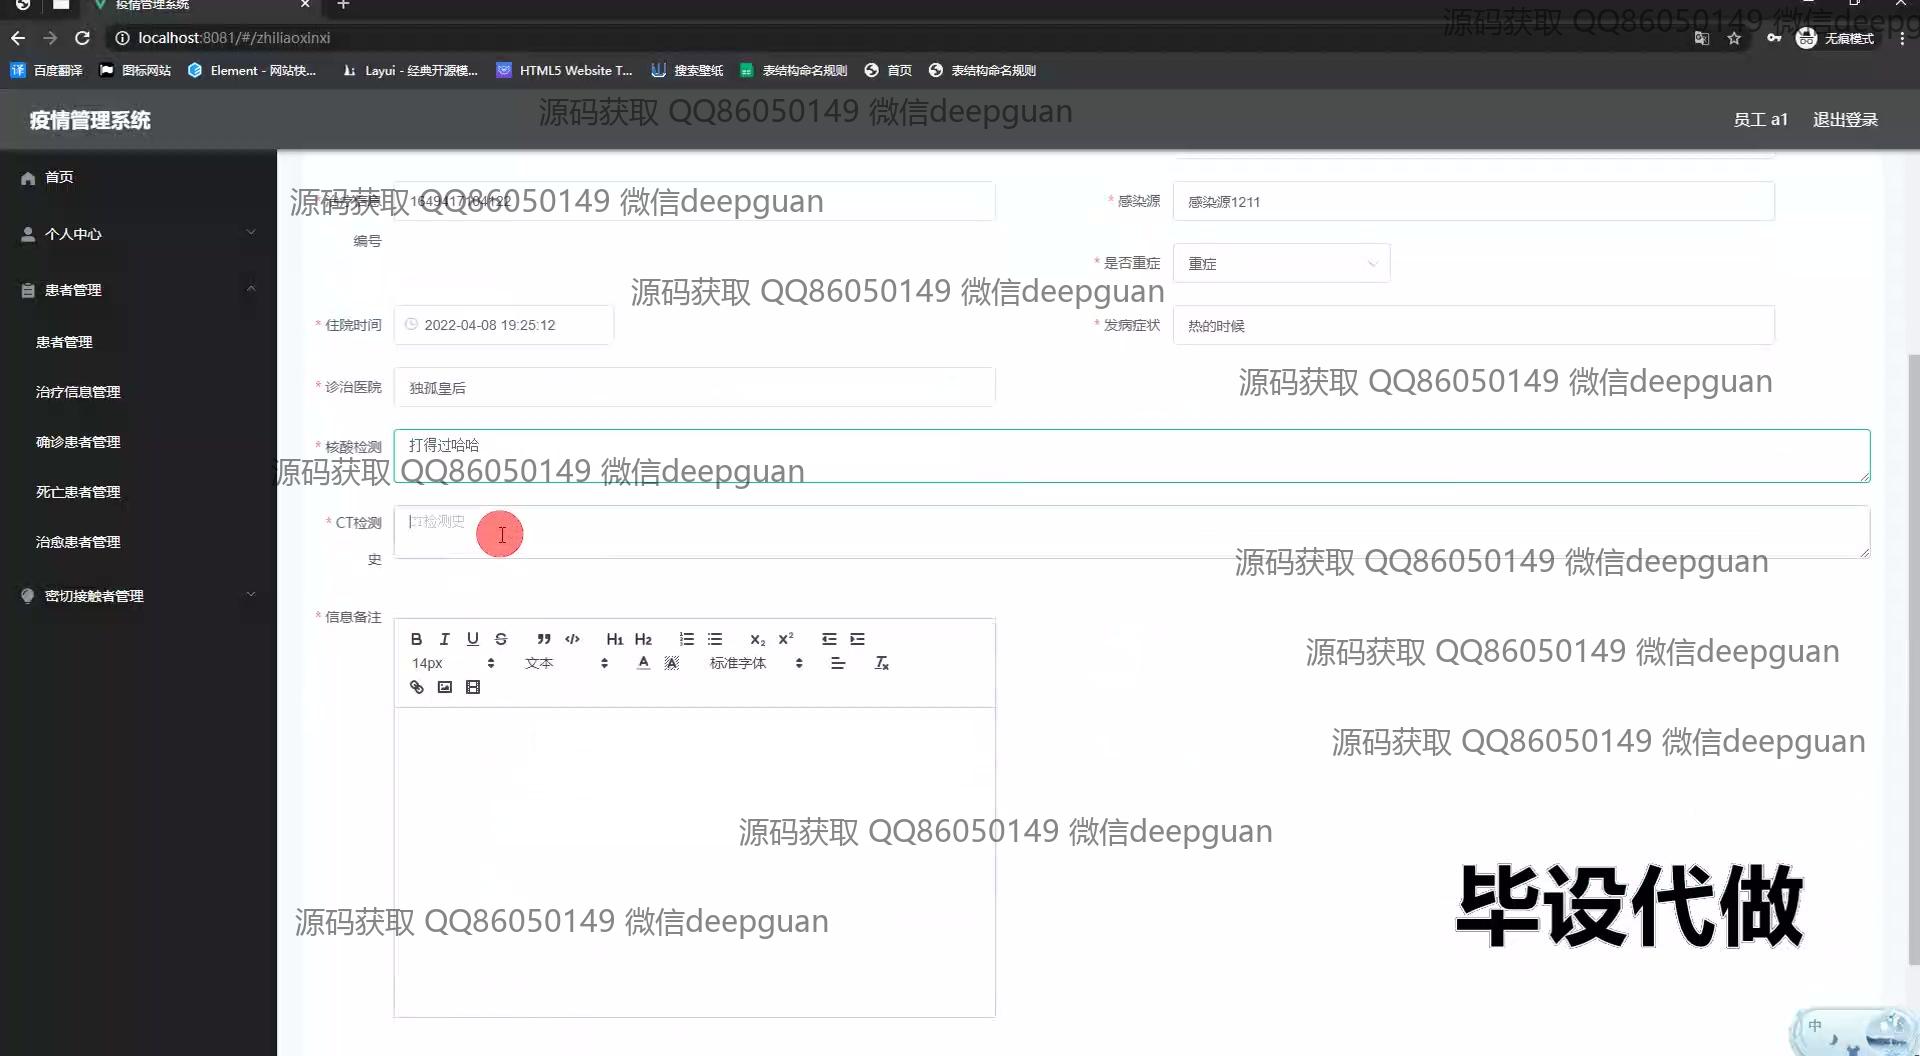 疫情管理系统
源码获取 QQ86050149 微信deepg
localhost:8081/#/zhiliaoxinxi
无痕模式
百度翻译 图标网站 Element - 网站快... Layui - 经典开源模... HTML5 Website T... 搜索壁纸 表结构命名规则 首页 表结构命名规则
源码获取 QQ86050149 微信deepguan
疫情管理系统
员工 a1 退出登录
首页
个人中心
患者管理
患者管理
治疗信息管理
确诊患者管理
死亡患者管理
治愈患者管理
密切接触者管理
源码获取 QQ86050149 微信deepguan
编号
* 感染源 感染源1211
* 是否重症 重症
源码获取 QQ86050149 微信deepguan
* 住院时间 2022-04-08 19:25:12
* 发病症状 热的时候
* 诊治医院 独孤皇后
源码获取 QQ86050149 微信deepguan
* 核酸检测 打得过哈哈
源码获取 QQ86050149 微信deepguan
* CT检测史 CT检测史
源码获取 QQ86050149 微信deepguan
* 信息备注
B I U S H1 H2 X2 X2
14px 文本 A A 标准字体 Tx
源码获取 QQ86050149 微信deepguan
源码获取 QQ86050149 微信deepguan
源码获取 QQ86050149 微信deepguan
源码获取 QQ86050149 微信deepguan
毕设代做
中